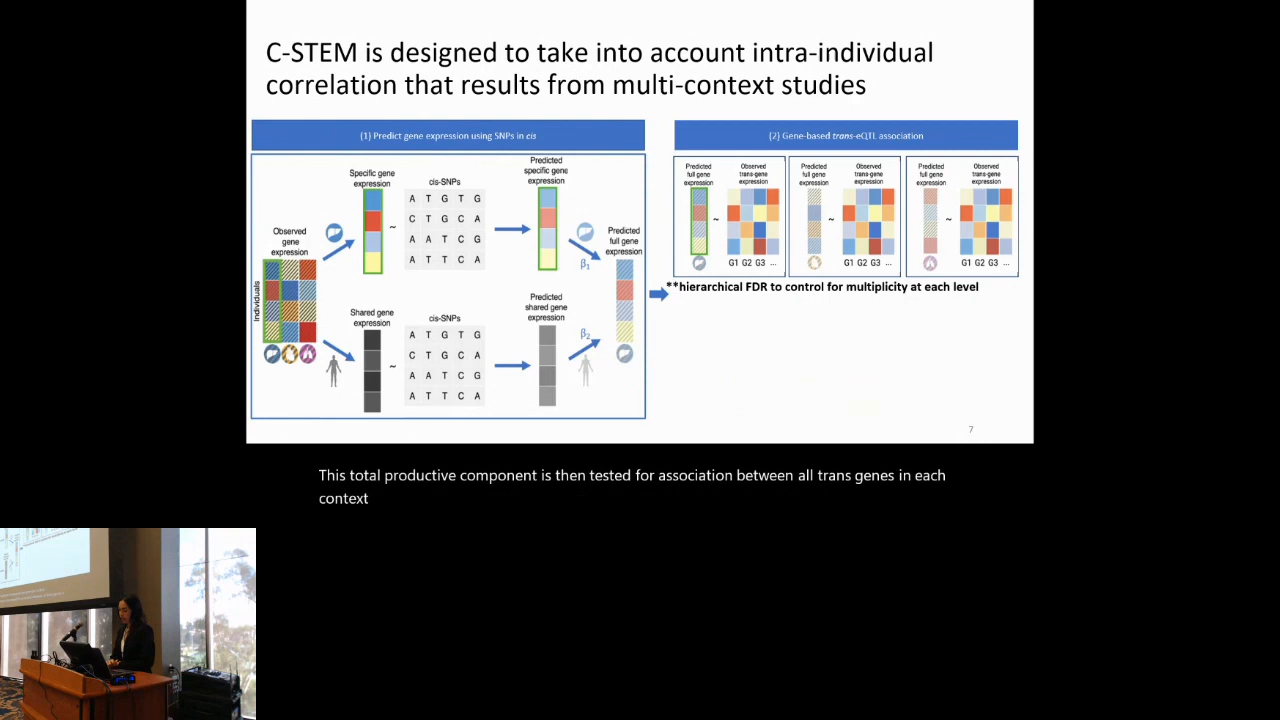 C-STEM is designed to take into account intra-individual
correlation that results from multi-context studies
(1) Predict gene expression using SNPs in cis
Observed
gene
expression
Individuals
Specific gene
expression
~
cis-SNPs
A T G T G
C T G C A
A A T C G
A T T C A
Predicted
specific gene
expression
β1
Shared gene
expression
~
cis-SNPs
A T G T G
C T G C A
A A T C G
A T T C A
Predicted
shared gene
expression
β2
Predicted
full gene
expression
(2) Gene-based trans-eQTL association
Predicted
full gene
expression
~
Observed
trans-gene
expression
G1 G2 G3 ...
Predicted
full gene
expression
~
Observed
trans-gene
expression
G1 G2 G3 ...
Predicted
full gene
expression
~
Observed
trans-gene
expression
G1 G2 G3 ...
**hierarchical FDR to control for multiplicity at each level
7
This total productive component is then tested for association between all trans genes in each
context